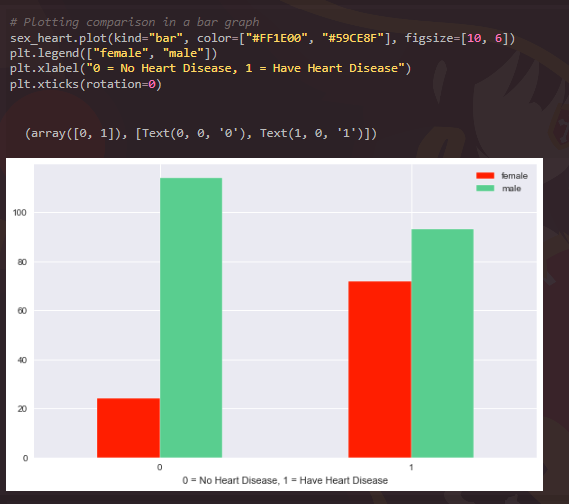 # Plotting comparison in a bar graph
sex_heart.plot(kind="bar", color=["#FF1E00", "#59CE8F"], figsize=[10, 6])
plt.legend(["female", "male"])
plt.xlabel("0 = No Heart Disease, 1 = Have Heart Disease")
plt.xticks(rotation=0)
(array([0, 1]), [Text(0, 0, '0'), Text(1, 0, '1')])
female
male
100
80
60
40
20
0
0 1
0 = No Heart Disease, 1 = Have Heart Disease